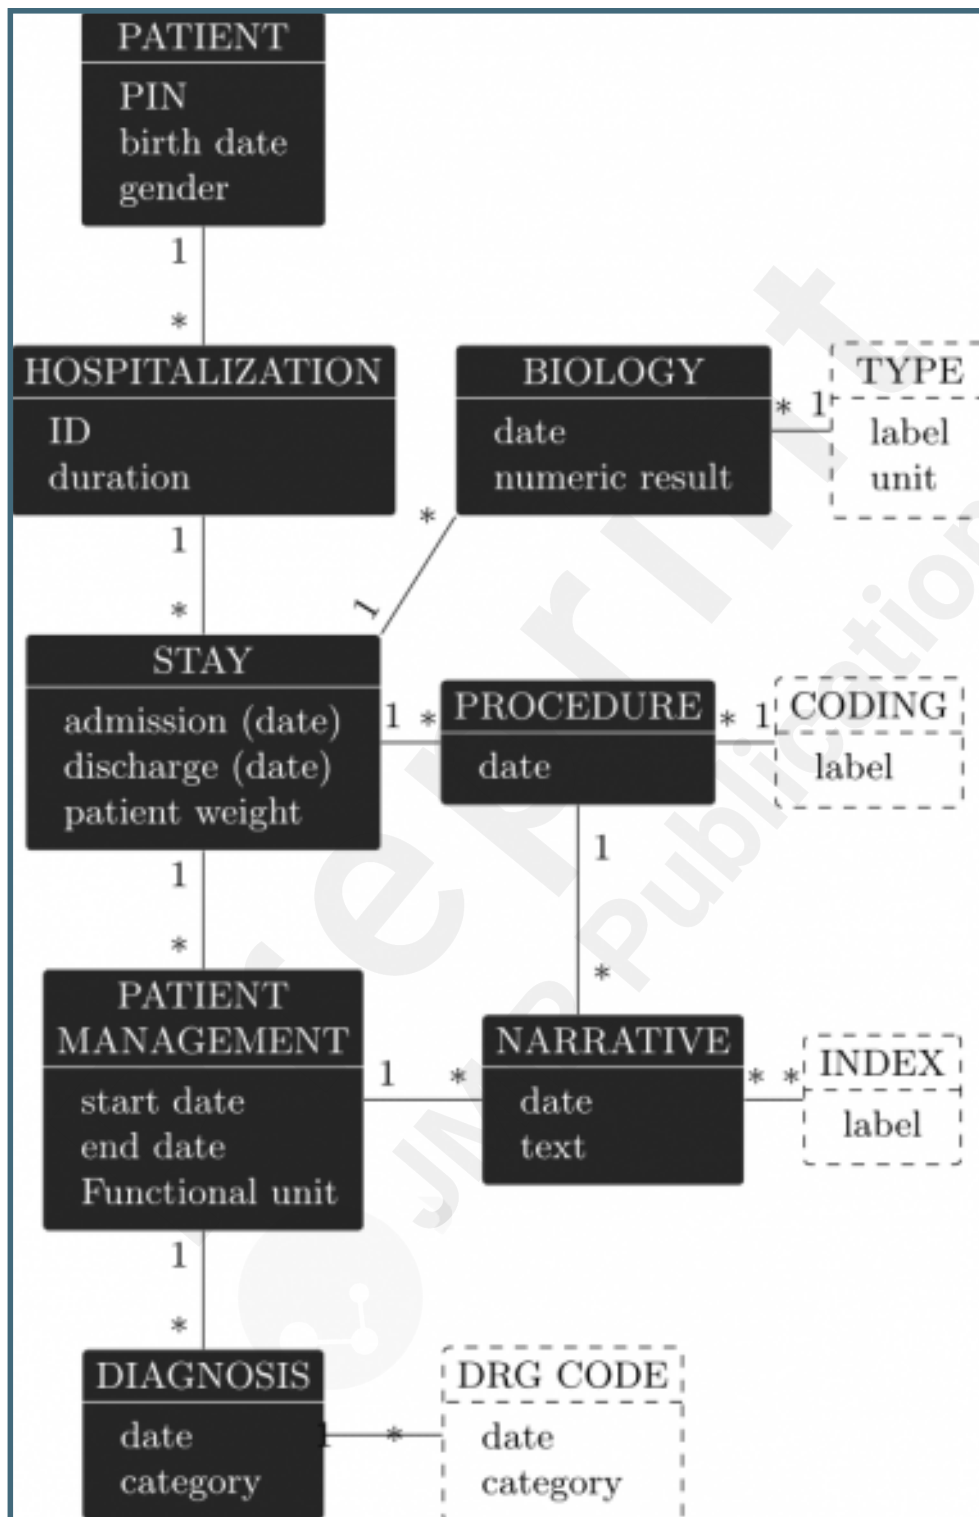 PATIENT
PIN
birth date
gender
1
*
HOSPITALIZATION
ID
duration
BIOLOGY
date
numeric result
* 1
TYPE
label
unit
1
*
*
1
STAY
admission (date)
discharge (date)
patient weight
1 *
PROCEDURE
date
* 1
CODING
label
1
*
1
*
PATIENT
MANAGEMENT
start date
end date
Functional unit
1 *
NARRATIVE
date
text
* *
INDEX
label
1
*
DIAGNOSIS
date
category
1 *
DRG CODE
date
category
Preprint
JMIR Publications